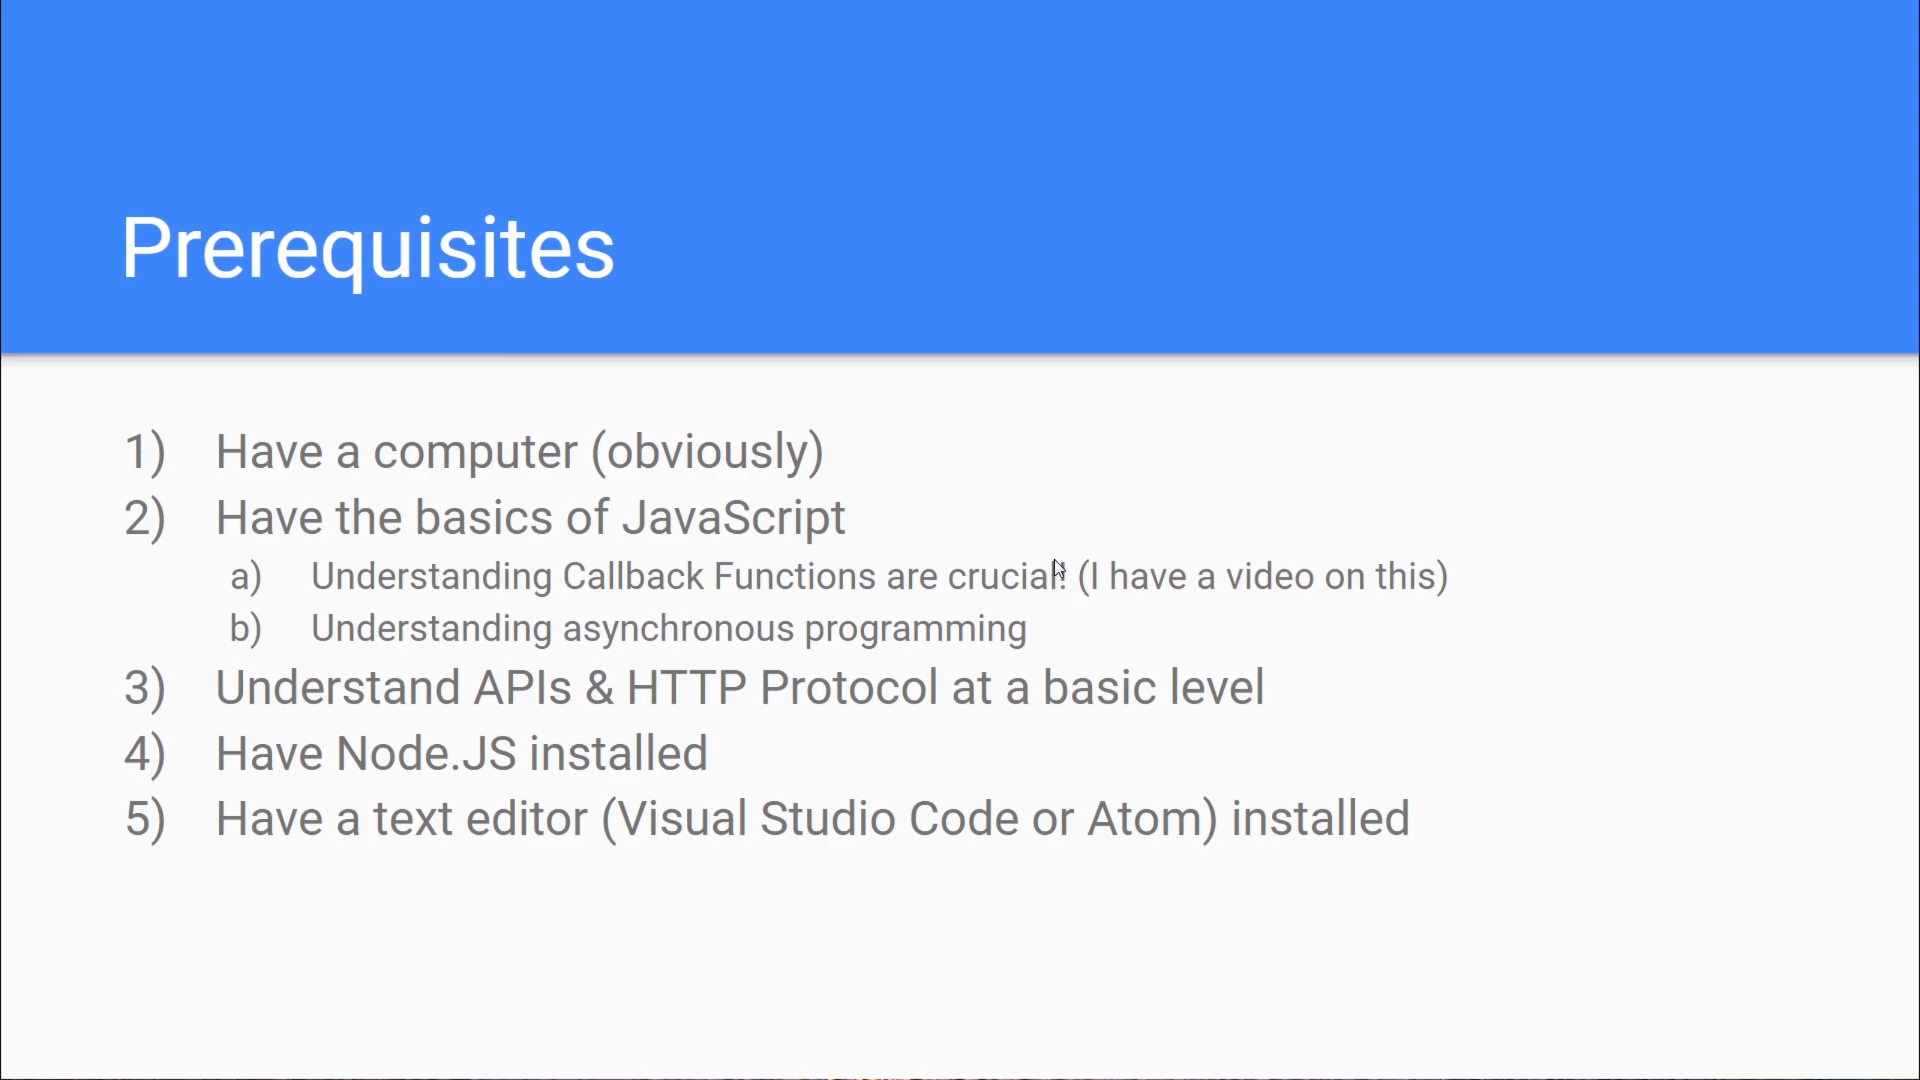 Prerequisites
1) Have a computer (obviously)
2) Have the basics of JavaScript
a) Understanding Callback Functions are crucial! (I have a video on this)
b) Understanding asynchronous programming
3) Understand APIs & HTTP Protocol at a basic level
4) Have Node.JS installed
5) Have a text editor (Visual Studio Code or Atom) installed